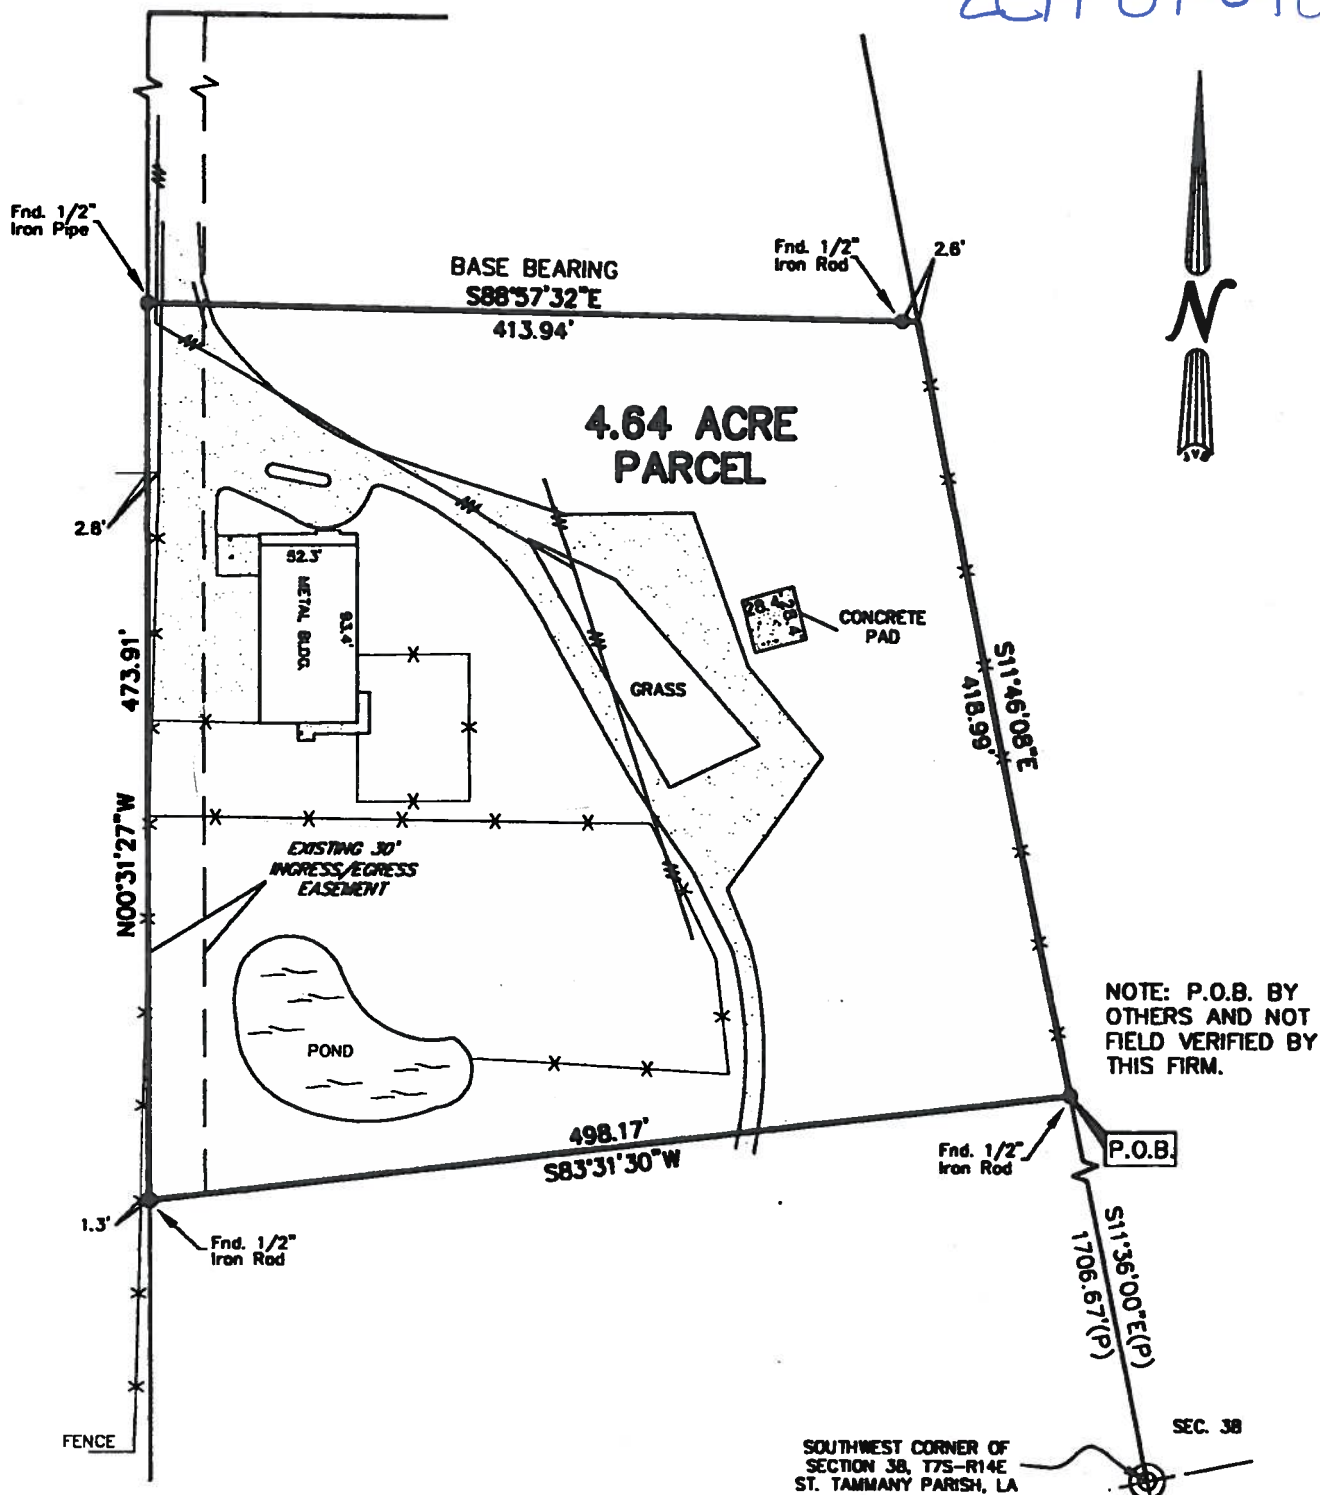 Fnd. 1/2"
Iron Pipe
BASE BEARING
S88°57'32"E
413.94'
Fnd. 1/2"
Iron Rod
2.6'
N
4.64 ACRE
PARCEL
2.8'
52.3'
METAL BLDG.
93.4'
28.4'
28.4'
CONCRETE
PAD
GRASS
473.91'
N00°31'27"W
S11°46'08"E
418.99'
EXISTING 30'
INGRESS/EGRESS
EASEMENT
POND
NOTE: P.O.B. BY
OTHERS AND NOT
FIELD VERIFIED BY
THIS FIRM.
498.17'
S83°31'30"W
Fnd. 1/2"
Iron Rod
P.O.B.
1.3'
Fnd. 1/2"
Iron Rod
S11°36'00"E(P)
1706.67'(P)
FENCE
SEC. 38
SOUTHWEST CORNER OF
SECTION 38, T7S-R14E
ST. TAMMANY PARISH, LA